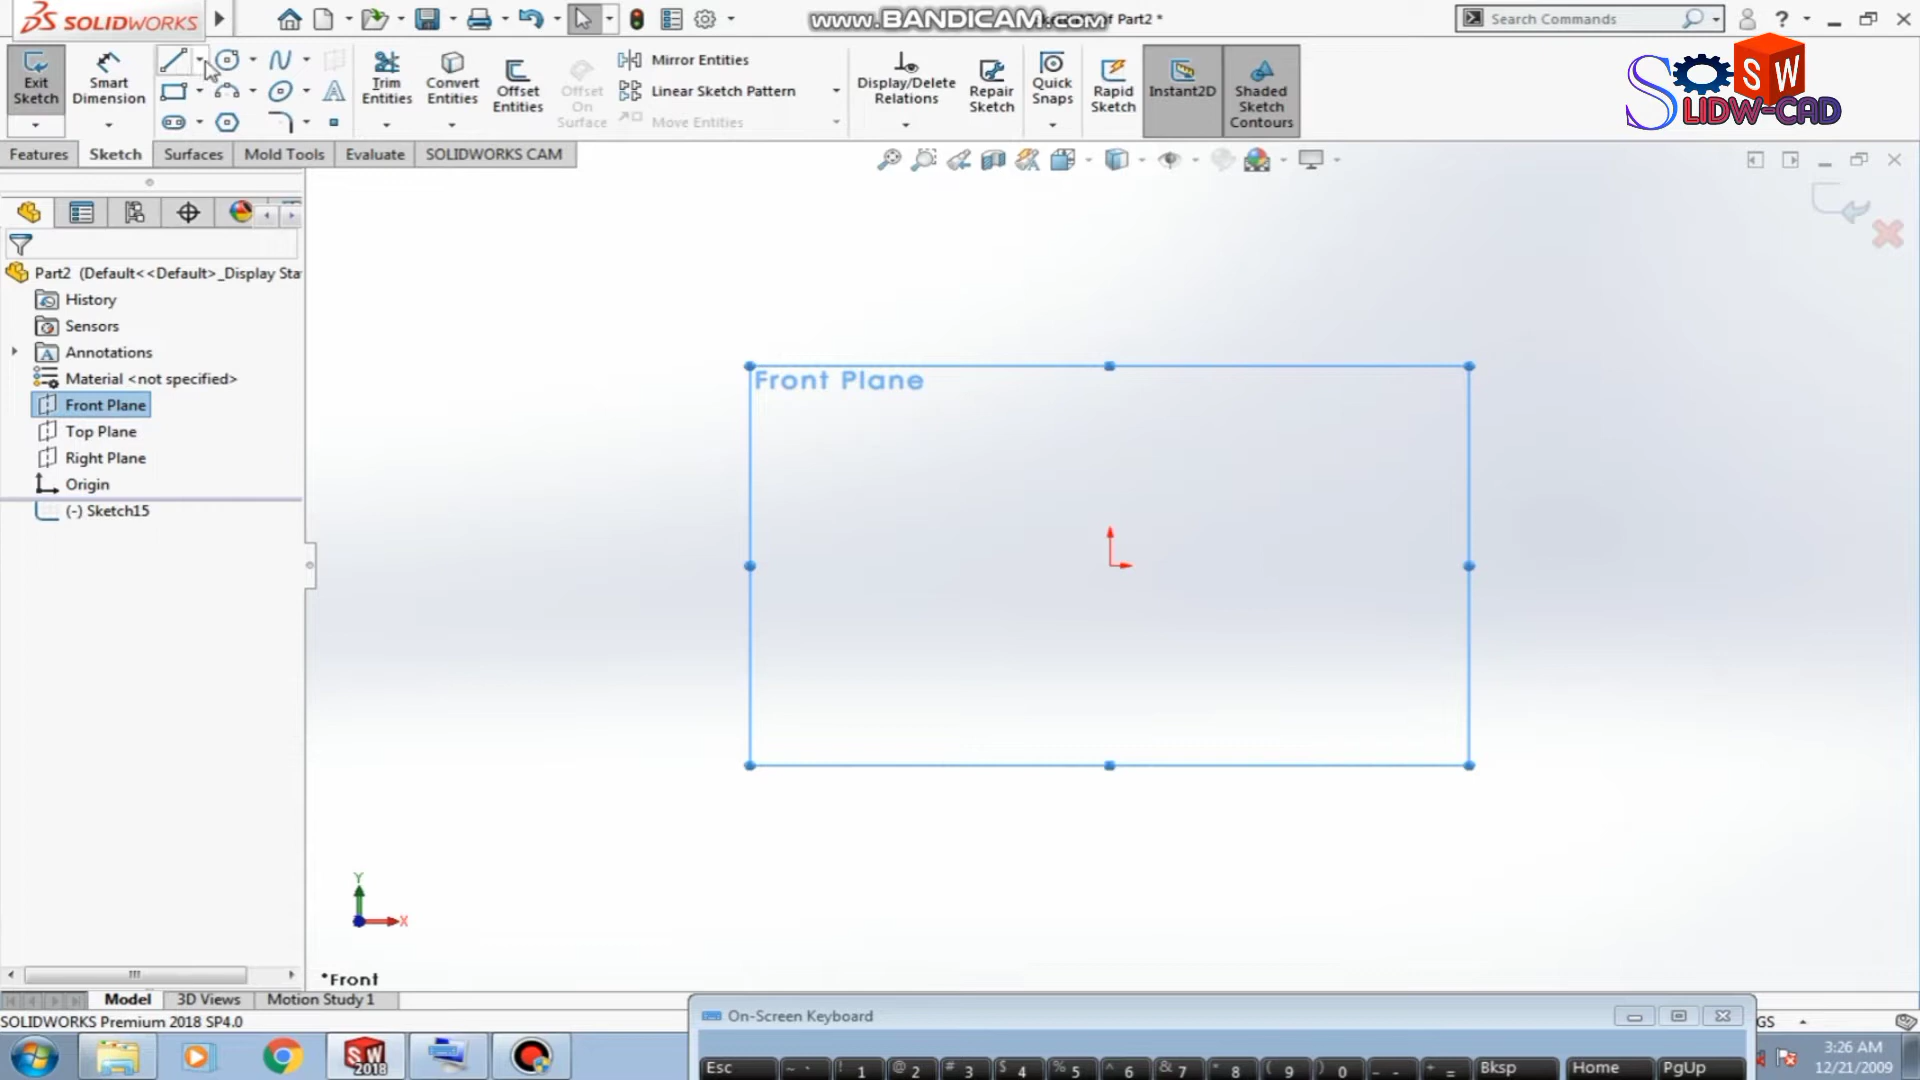 SOLIDWORKS
www.BANDICAM.com
of Part2 *
Search Commands
SOLIDW-CAD
SW
Exit Sketch
Smart Dimension
Trim Entities
Convert Entities
Offset Entities
Offset On Surface
Mirror Entities
Linear Sketch Pattern
Move Entities
Display/Delete Relations
Repair Sketch
Quick Snaps
Rapid Sketch
Instant2D
Shaded Sketch Contours
Features
Sketch
Surfaces
Mold Tools
Evaluate
SOLIDWORKS CAM
Part2 (Default<<Default>_Display Sta
History
Sensors
Annotations
Material <not specified>
Front Plane
Top Plane
Right Plane
Origin
(-) Sketch15
Front Plane
Y
X
*Front
Model
3D Views
Motion Study 1
SOLIDWORKS Premium 2018 SP4.0
GS
On-Screen Keyboard
Esc
~ `
! 1
@ 2
# 3
$ 4
% 5
^ 6
& 7
* 8
( 9
) 0
_ -
+ =
Bksp
Home
PgUp
SW 2018
3:26 AM
12/21/2009